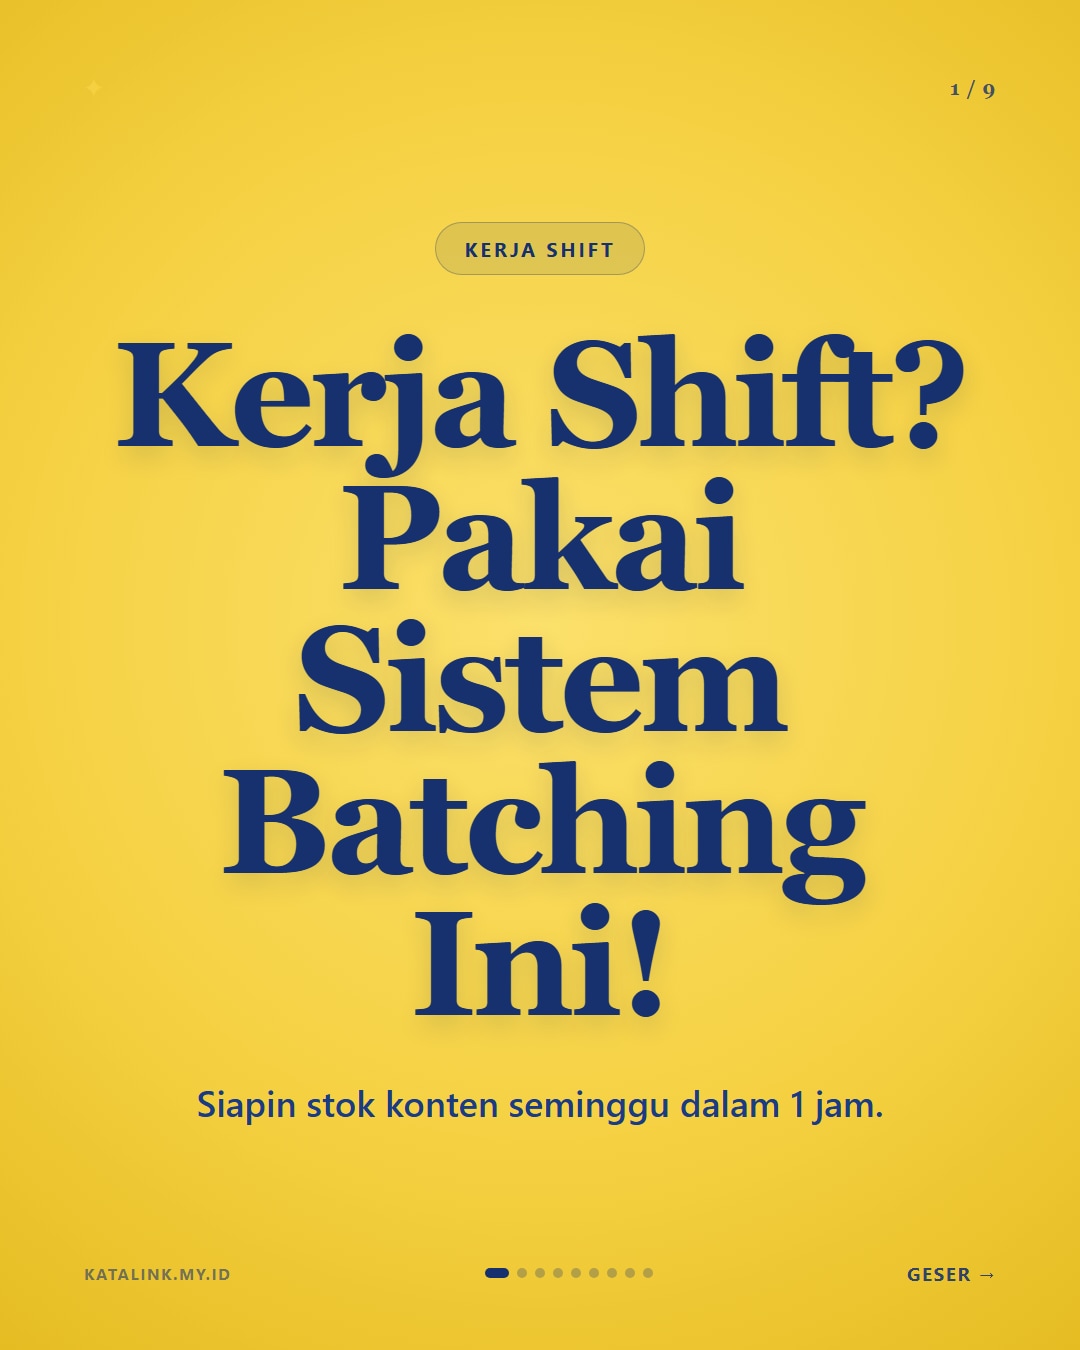 1 / 9
KERJA SHIFT
Kerja Shift?
Pakai
Sistem
Batching
Ini!
Siapin stok konten seminggu dalam 1 jam.
KATALINK.MY.ID
GESER →